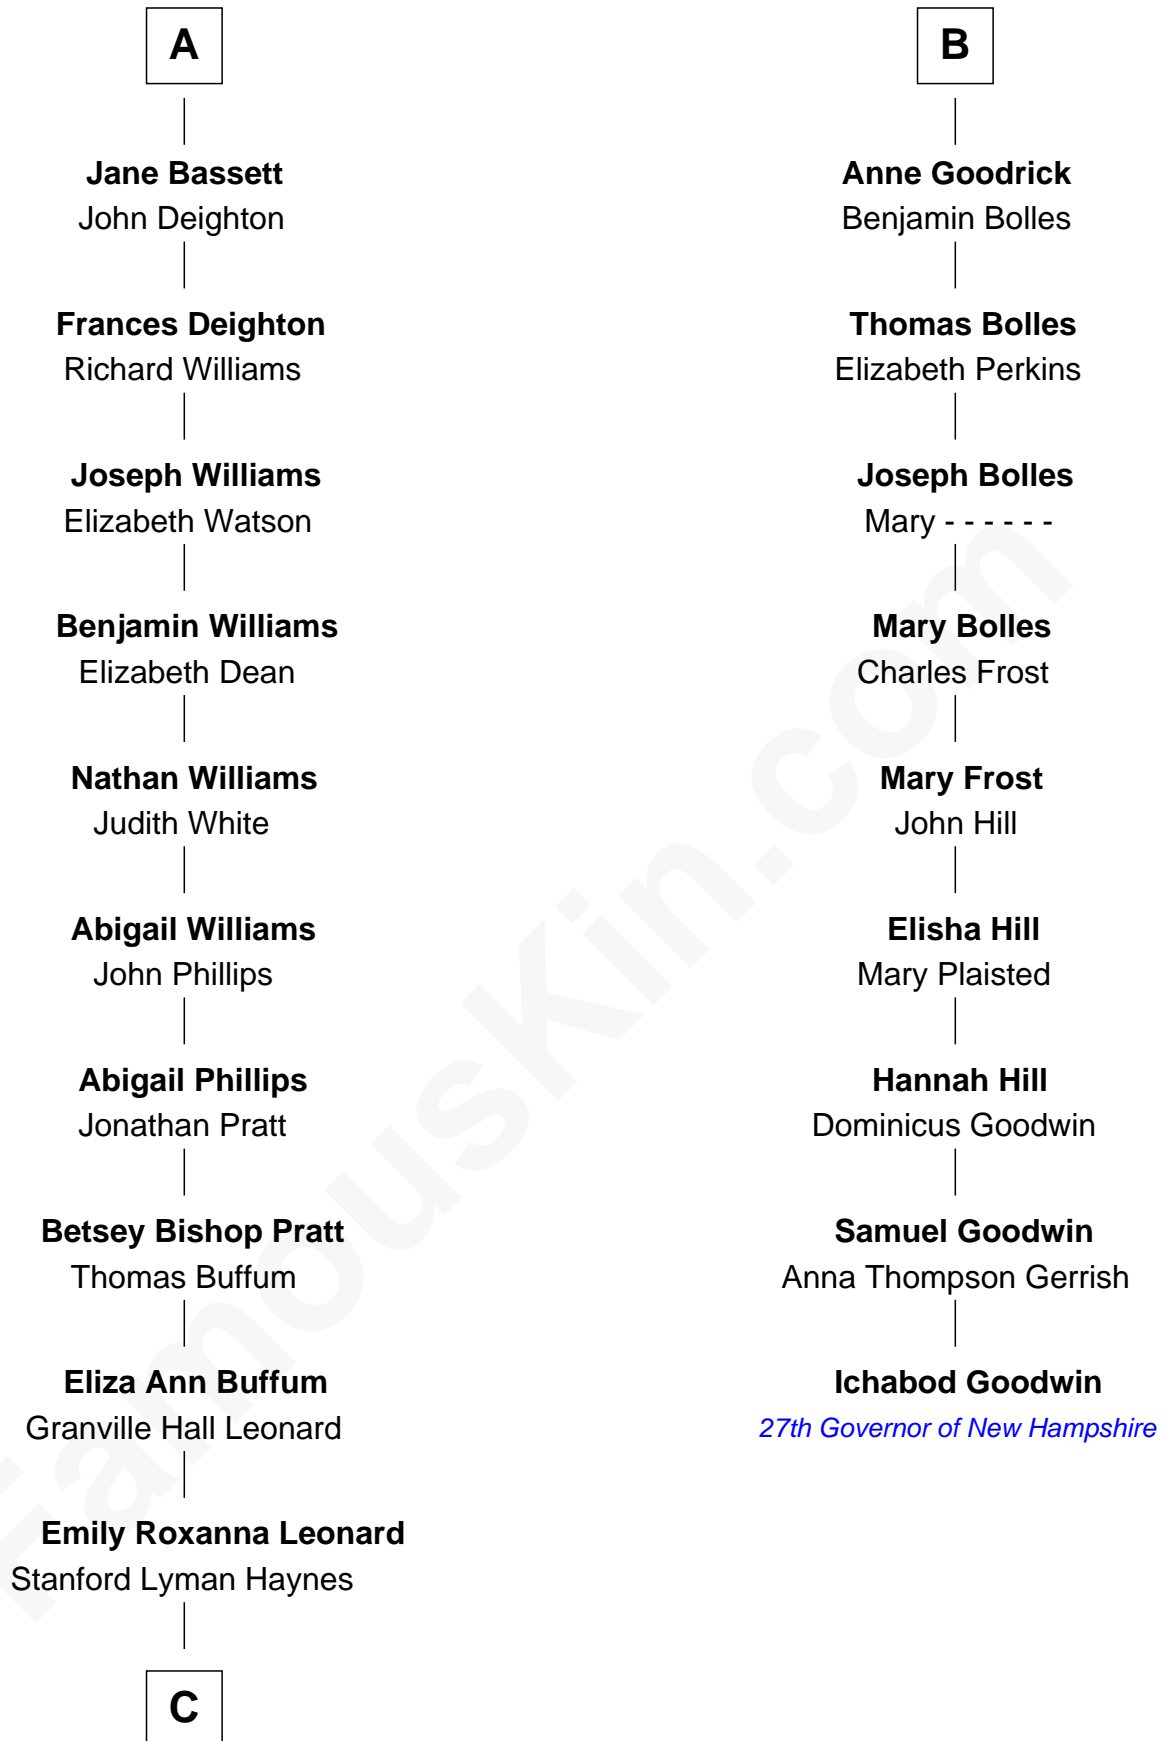 A
Jane Bassett
John Deighton
Frances Deighton
Richard Williams
Joseph Williams
Elizabeth Watson
Benjamin Williams
Elizabeth Dean
Nathan Williams
Judith White
Abigail Williams
John Phillips
Abigail Phillips
Jonathan Pratt
Betsey Bishop Pratt
Thomas Buffum
Eliza Ann Buffum
Granville Hall Leonard
Emily Roxanna Leonard
Stanford Lyman Haynes
C
B
Anne Goodrick
Benjamin Bolles
Thomas Bolles
Elizabeth Perkins
Joseph Bolles
Mary - - - - - -
Mary Bolles
Charles Frost
Mary Frost
John Hill
Elisha Hill
Mary Plaisted
Hannah Hill
Dominicus Goodwin
Samuel Goodwin
Anna Thompson Gerrish
Ichabod Goodwin
27th Governor of New Hampshire
FamousKin.com